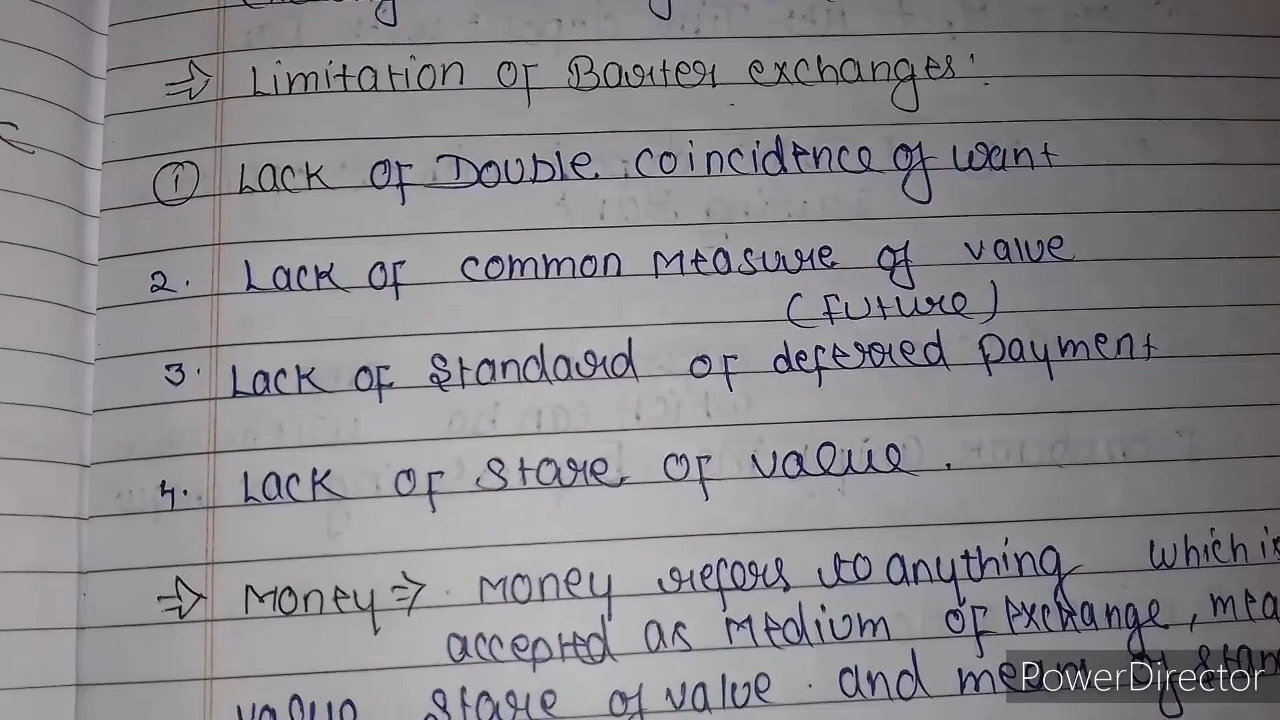 ⇒ Limitation of Barter exchanges:
① Lack of Double coincidence of want
2. Lack of common measure of value
(future)
3. Lack of standard of deferred payment
4. Lack of store of value.
⇒ Money ⇒ Money refers to anything which is
accepted as medium of exchange, mea
store of value. and
PowerDirector